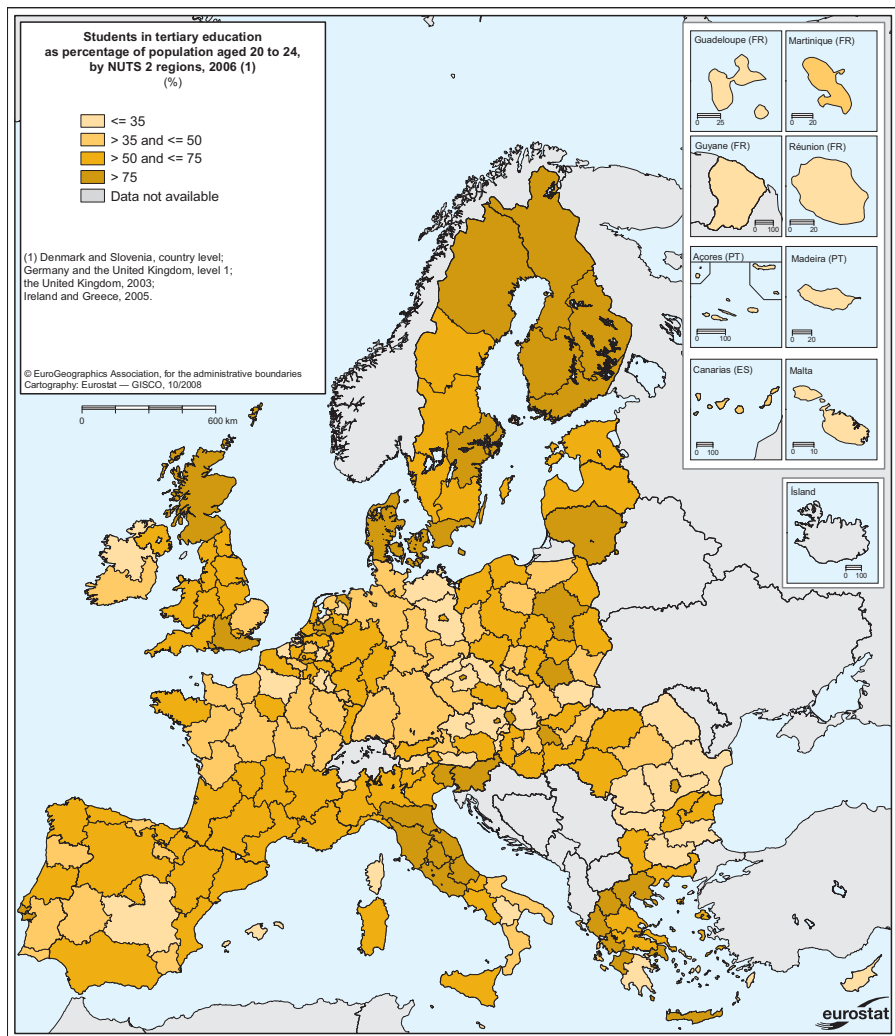 Students in tertiary education
as percentage of population aged 20 to 24,
by NUTS 2 regions, 2006 (1)
(%)
<= 35
> 35 and <= 50
> 50 and <= 75
> 75
Data not available
(1) Denmark and Slovenia, country level;
Germany and the United Kingdom, level 1;
the United Kingdom, 2003;
Ireland and Greece, 2005.
© EuroGeographics Association, for the administrative boundaries
Cartography: Eurostat — GISCO, 10/2008
0 600 km
Guadeloupe (FR)
0 25
Martinique (FR)
0 20
Guyane (FR)
0 100
Réunion (FR)
0 20
Açores (PT)
0 100
Madeira (PT)
0 20
Canarias (ES)
0 100
Malta
0 10
Ísland
0 100
eurostat